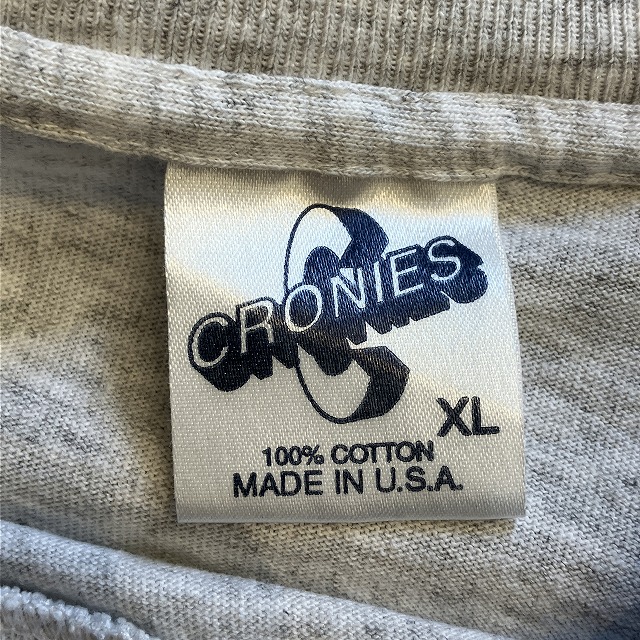 CRONIES
XL
100% COTTON
MADE IN U.S.A.